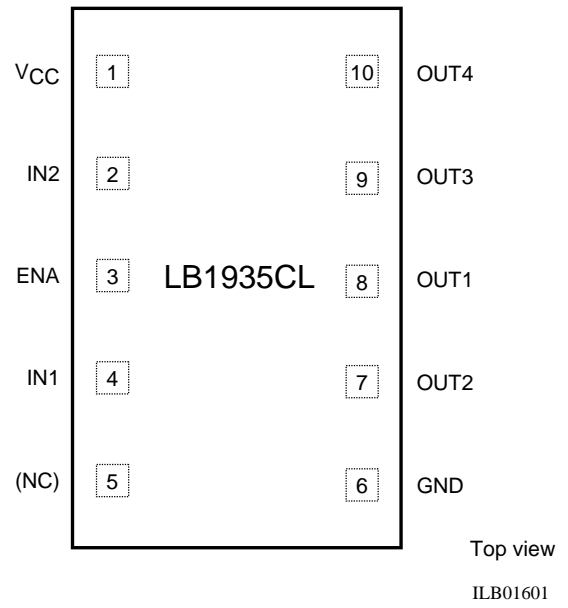 VCC 1 10 OUT4
IN2 2 9 OUT3
ENA 3 LB1935CL 8 OUT1
IN1 4 7 OUT2
(NC) 5 6 GND
Top view
ILB01601